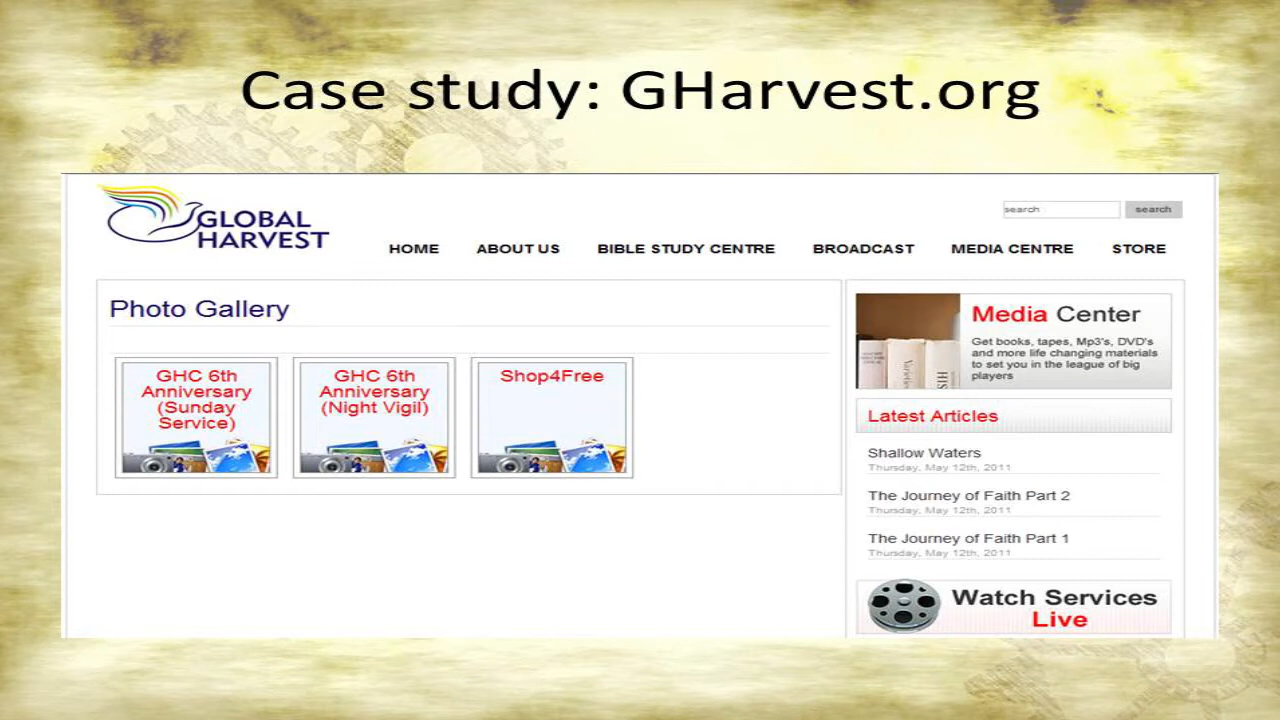 Case study: GHarvest.org
GLOBAL
HARVEST
search
search
HOME
ABOUT US
BIBLE STUDY CENTRE
BROADCAST
MEDIA CENTRE
STORE
Photo Gallery
GHC 6th
Anniversary
(Sunday
Service)
GHC 6th
Anniversary
(Night Vigil)
Shop4Free
Media Center
Get books, tapes, Mp3's, DVD's
and more life changing materials
to set you in the league of big
players
Latest Articles
Shallow Waters
Thursday, May 12th, 2011
The Journey of Faith Part 2
Thursday, May 12th, 2011
The Journey of Faith Part 1
Thursday, May 12th, 2011
Watch Services
Live